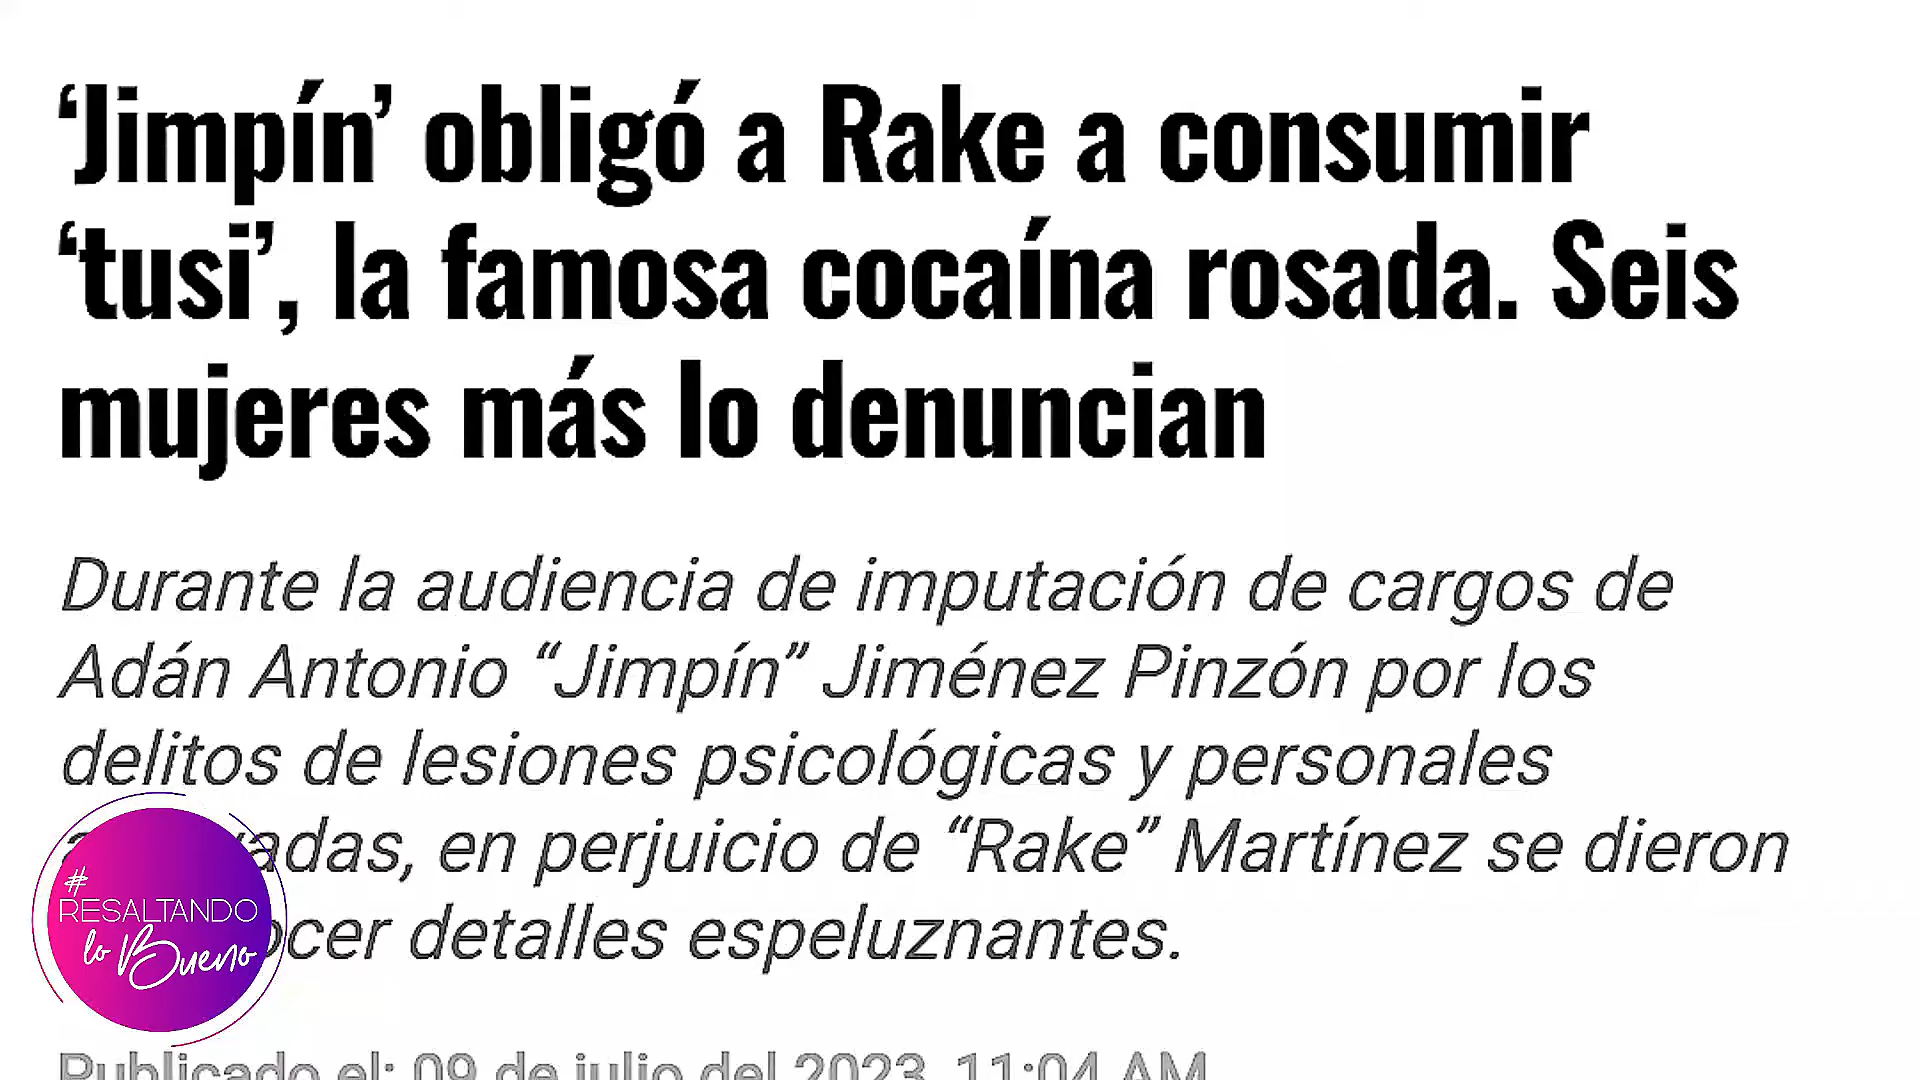 ‘Jimpín’ obligó a Rake a consumir
‘tusi’, la famosa cocaína rosada. Seis
mujeres más lo denuncian
Durante la audiencia de imputación de cargos de
Adán Antonio “Jimpín” Jiménez Pinzón por los
delitos de lesiones psicológicas y personales
en perjuicio de “Rake” Martínez se dieron
detalles espeluznantes.
#
RESALTANDO
lo Bueno
Publicado el: 09 de julio del 2023, 11:04 AM